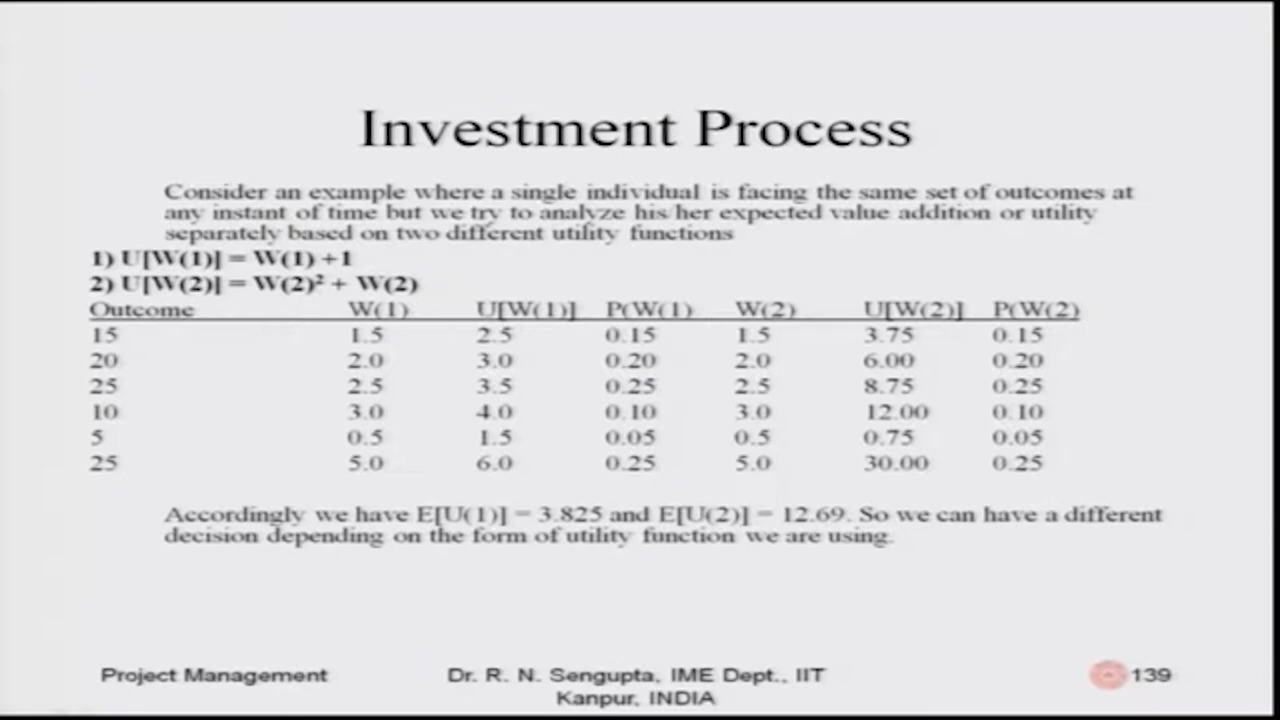 Investment Process
Consider an example where a single individual is facing the same set of outcomes at
any instant of time but we try to analyze his/her expected value addition or utility
separately based on two different utility functions
1) U[W(1)] = W(1) +1
2) U[W(2)] = W(2)² + W(2)
Outcome W(1) U[W(1)] P(W(1) W(2) U[W(2)] P(W(2)
15 1.5 2.5 0.15 1.5 3.75 0.15
20 2.0 3.0 0.20 2.0 6.00 0.20
25 2.5 3.5 0.25 2.5 8.75 0.25
10 3.0 4.0 0.10 3.0 12.00 0.10
5 0.5 1.5 0.05 0.5 0.75 0.05
25 5.0 6.0 0.25 5.0 30.00 0.25
Accordingly we have E[U(1)] = 3.825 and E[U(2)] = 12.69. So we can have a different
decision depending on the form of utility function we are using.
Project Management
Dr. R. N. Sengupta, IME Dept., IIT
Kanpur, INDIA
139